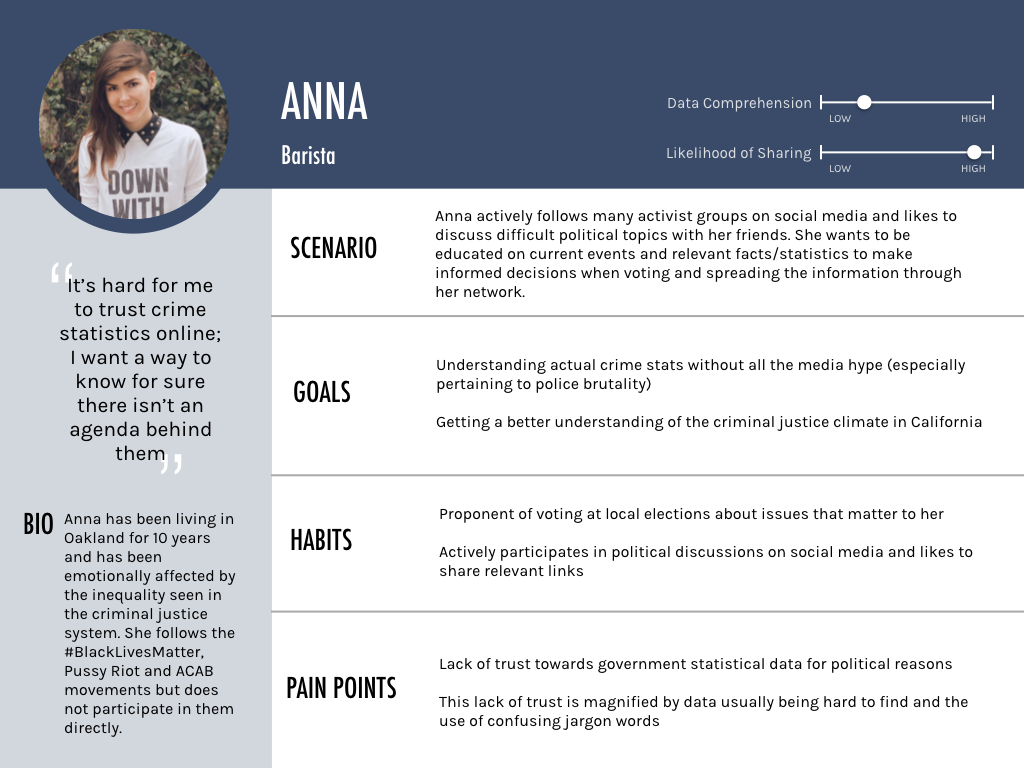 DOWN
WITH
ANNA
Barista
Data Comprehension
LOW
HIGH
Likelihood of Sharing
LOW
HIGH
“It’s hard for me
to trust crime
statistics online;
I want a way to
know for sure
there isn’t an
agenda behind
them”
BIO
Anna has been living in
Oakland for 10 years
and has been
emotionally affected by
the inequality seen in
the criminal justice
system. She follows the
#BlackLivesMatter,
Pussy Riot and ACAB
movements but does
not participate in them
directly.
SCENARIO
Anna actively follows many activist groups on social media and likes to
discuss difficult political topics with her friends. She wants to be
educated on current events and relevant facts/statistics to make
informed decisions when voting and spreading the information through
her network.
GOALS
Understanding actual crime stats without all the media hype (especially
pertaining to police brutality)
Getting a better understanding of the criminal justice climate in California
HABITS
Proponent of voting at local elections about issues that matter to her
Actively participates in political discussions on social media and likes to
share relevant links
PAIN POINTS
Lack of trust towards government statistical data for political reasons
This lack of trust is magnified by data usually being hard to find and the
use of confusing jargon words